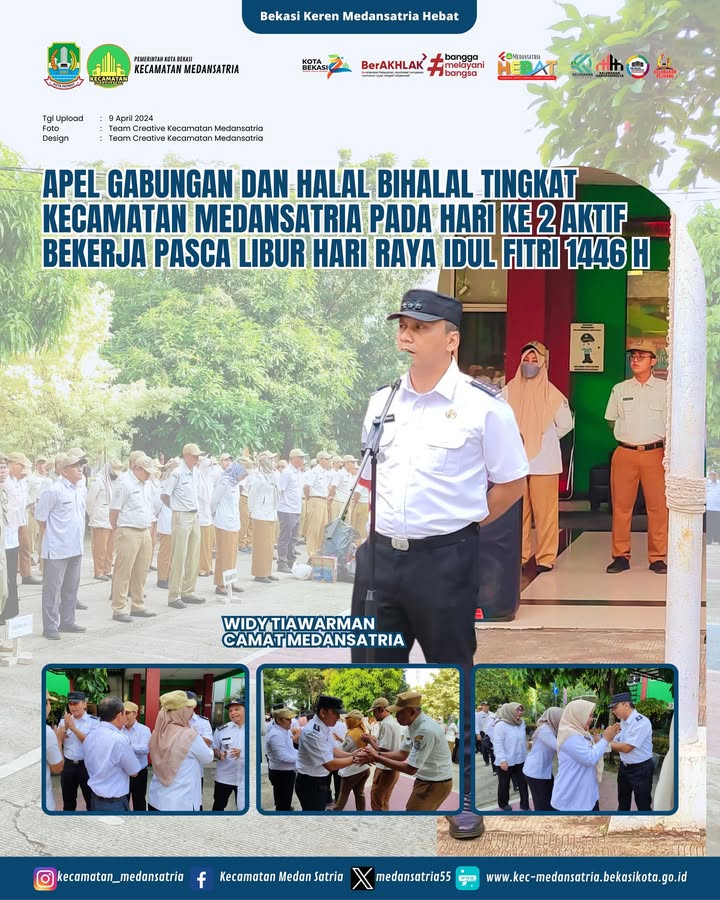 Bekasi Keren Medansatria Hebat
PEMERINTAH KOTA BEKASI
KECAMATAN MEDANSATRIA
KECAMATAN
MEDANSATRIA
KOTA BEKASI
BerAKHLAK
#bangga melayani bangsa
MEDANSATRIA
HEBAT
Tgl Upload : 9 April 2024
Foto : Team Creative Kecamatan Medansatria
Design : Team Creative Kecamatan Medansatria
APEL GABUNGAN DAN HALAL BIHALAL TINGKAT
KECAMATAN MEDANSATRIA PADA HARI KE 2 AKTIF
BEKERJA PASCA LIBUR HARI RAYA IDUL FITRI 1446 H
WIDY TIAWARMAN
CAMAT MEDANSATRIA
kecamatan_medansatria
Kecamatan Medan Satria
medansatria55
www.kec-medansatria.bekasikota.go.id